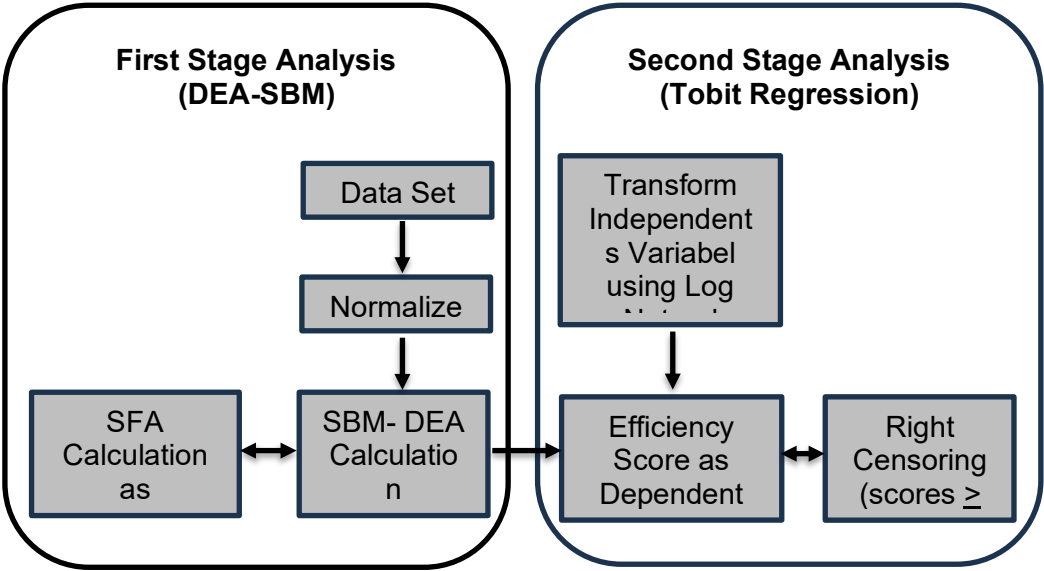 First Stage Analysis
(DEA-SBM)
Data Set
Normalize
SFA
Calculation
as
SBM- DEA
Calculatio
n
Second Stage Analysis
(Tobit Regression)
Transform
Independent
s Variabel
using Log
Efficiency
Score as
Dependent
Right
Censoring
(scores ≥